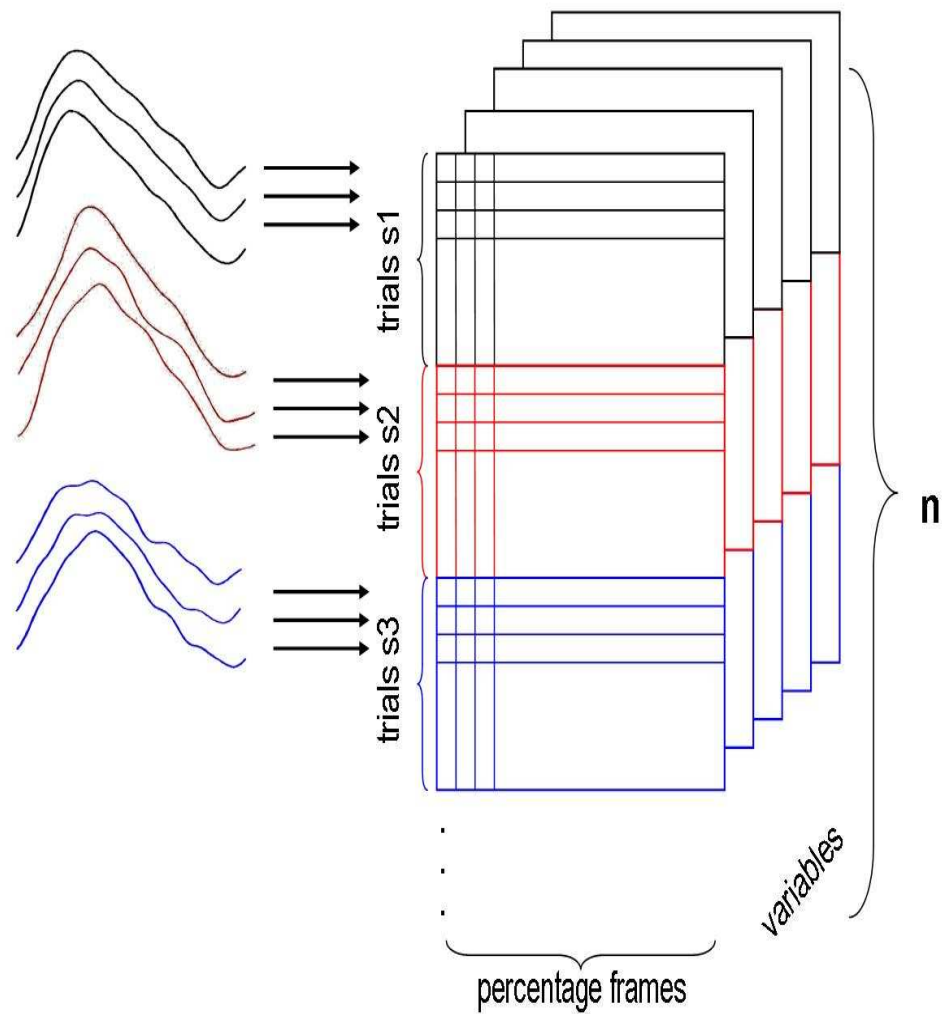 trials s1
trials s2
trials s3
n
variables
percentage frames